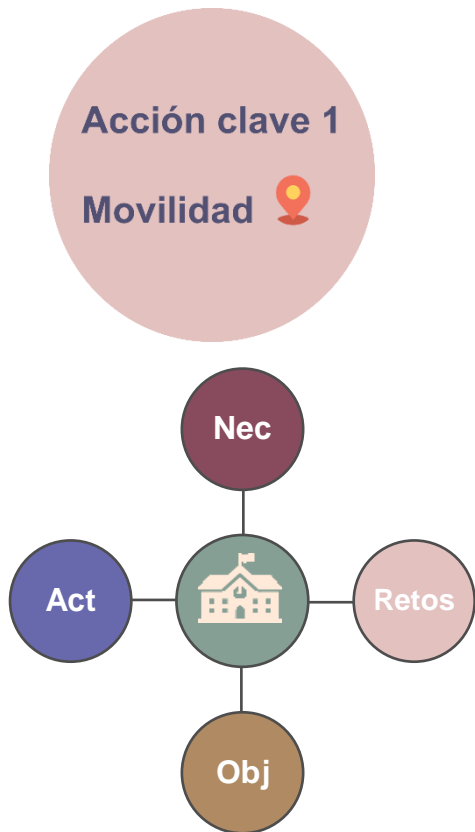 Acción clave 1
Movilidad
Nec
Act
Retos
Obj